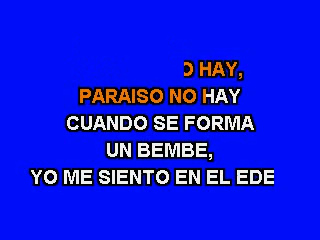 HAY,
PARAISO NO HAY
CUANDO SE FORMA
UN BEMBE,
YO ME SIENTO EN EL EDE